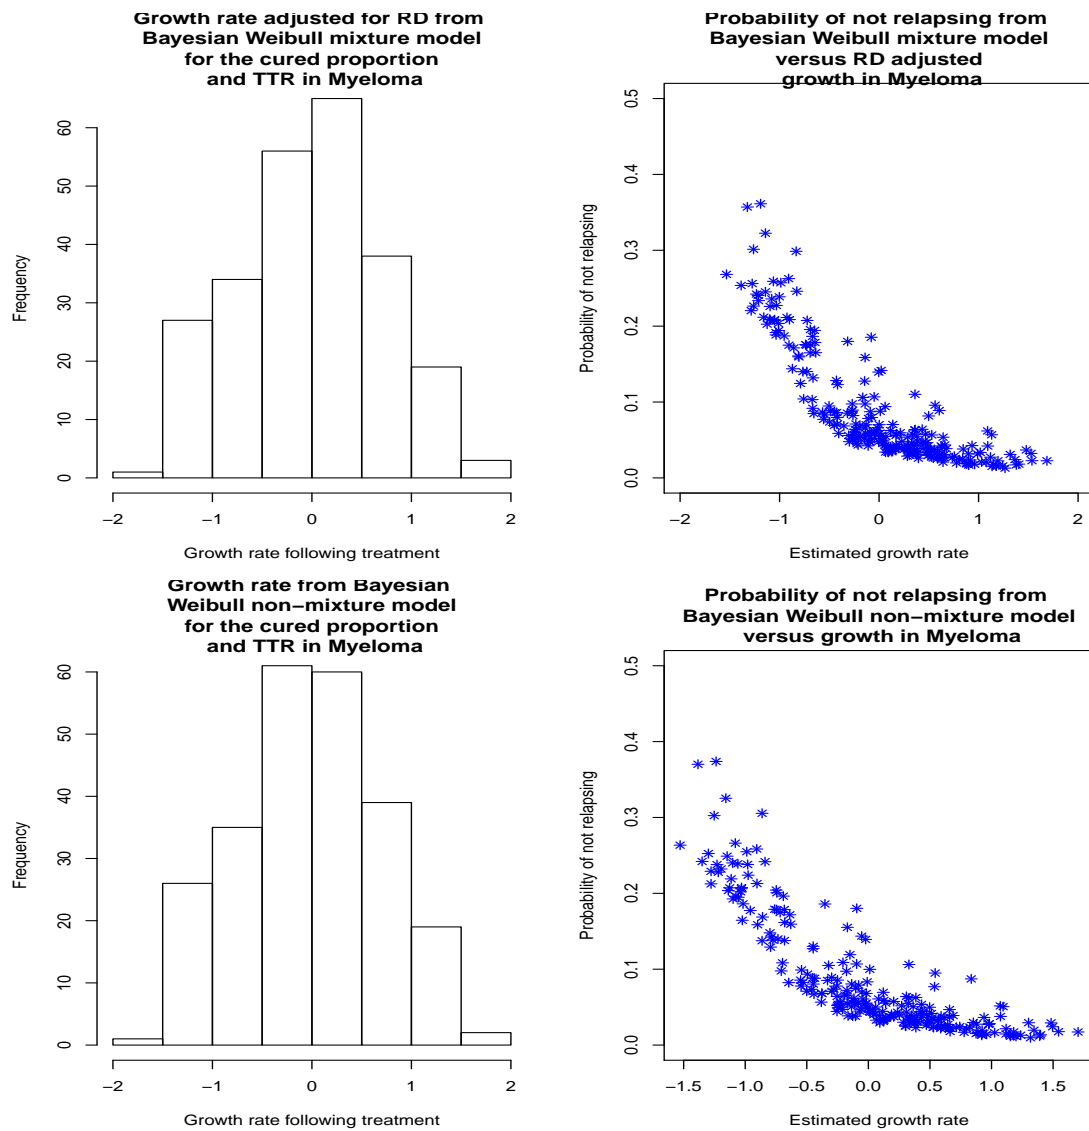 Growth rate adjusted for RD from
Bayesian Weibull mixture model
for the cured proportion
and TTR in Myeloma
Frequency
0 10 20 30 40 50 60
−2 −1 0 1 2
Growth rate following treatment
Probability of not relapsing from
Bayesian Weibull mixture model
versus RD adjusted
growth in Myeloma
Probability of not relapsing
0.0 0.1 0.2 0.3 0.4 0.5
−2 −1 0 1 2
Estimated growth rate
Growth rate from Bayesian
Weibull non−mixture model
for the cured proportion
and TTR in Myeloma
Frequency
0 10 20 30 40 50 60
−2 −1 0 1 2
Growth rate following treatment
Probability of not relapsing from
Bayesian Weibull non−mixture model
versus growth in Myeloma
Probability of not relapsing
0.0 0.1 0.2 0.3 0.4 0.5
−1.5 −1.0 −0.5 0.0 0.5 1.0 1.5
Estimated growth rate